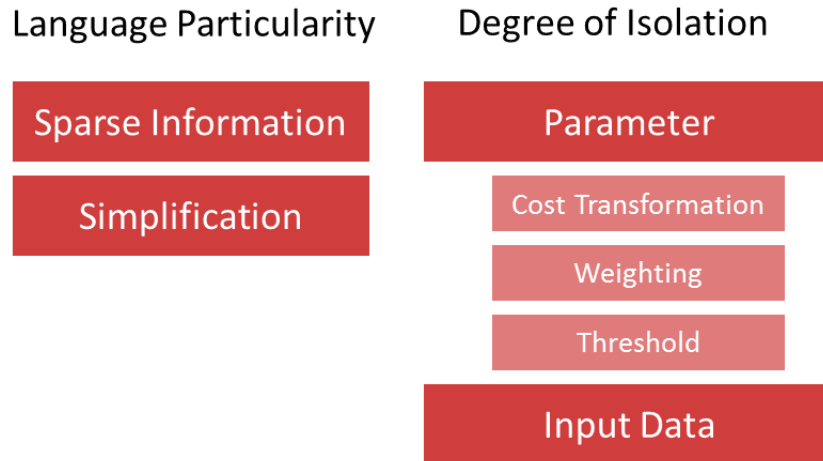 Language Particularity
Sparse Information
Simplification
Degree of Isolation
Parameter
Cost Transformation
Weighting
Threshold
Input Data